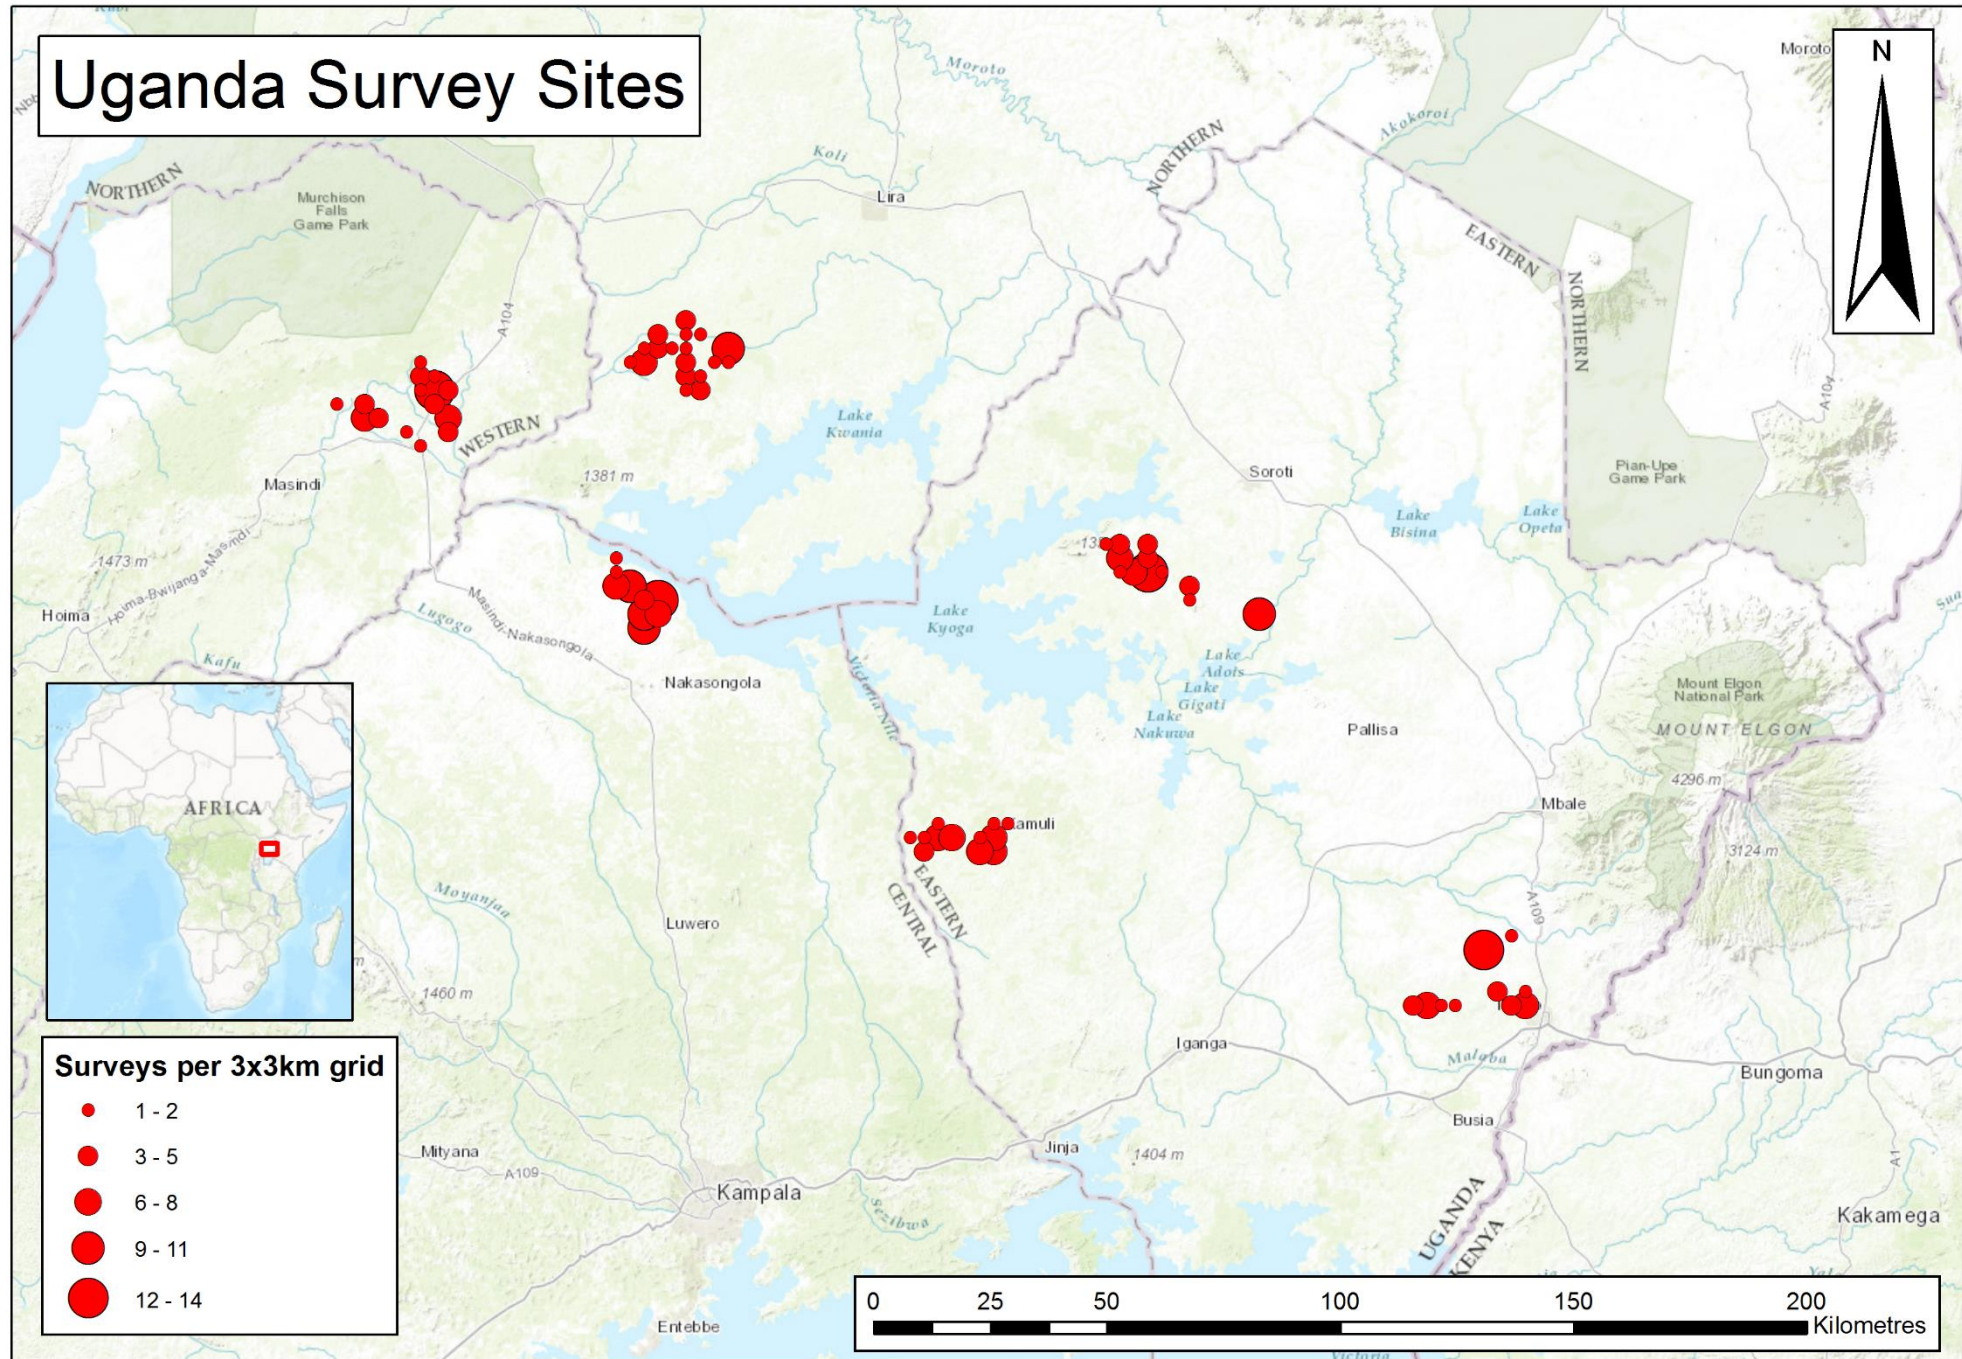 Uganda Survey Sites
N
Moroto
Moroto
Akokoroi
Koli
Lira
NORTHERN
NORTHERN
Murchison
Falls
Game Park
EASTERN
NORTHERN
A104
A104
WESTERN
Lake
Kwania
1381 m
Masindi
Soroti
Pian-Upe
Game Park
Lake
Bisina
Lake
Opeta
1473 m
Hoima-Bwijanga-Masindi
Hoima
Lugogo
Masindi-Nakasongola
Kafu
Nakasongola
Lake
Kyoga
Victoria Nile
Lake
Adois
Lake
Gigati
Lake
Nakuwa
Pallisa
Mount Elgon
National Park
MOUNT ELGON
4296 m
Mbale
3124 m
AFRICA
amuli
EASTERN
CENTRAL
Moyanjaa
Luwero
A109
1460 m
Iganga
Malaba
Bungoma
Busia
Surveys per 3x3km grid
1 - 2
3 - 5
6 - 8
9 - 11
12 - 14
Mityana
A109
Kampala
Jinja
1404 m
Sezibwa
A1
UGANDA
KENYA
Kakamega
Entebbe
0 25 50 100 150 200
Kilometres
Victoria